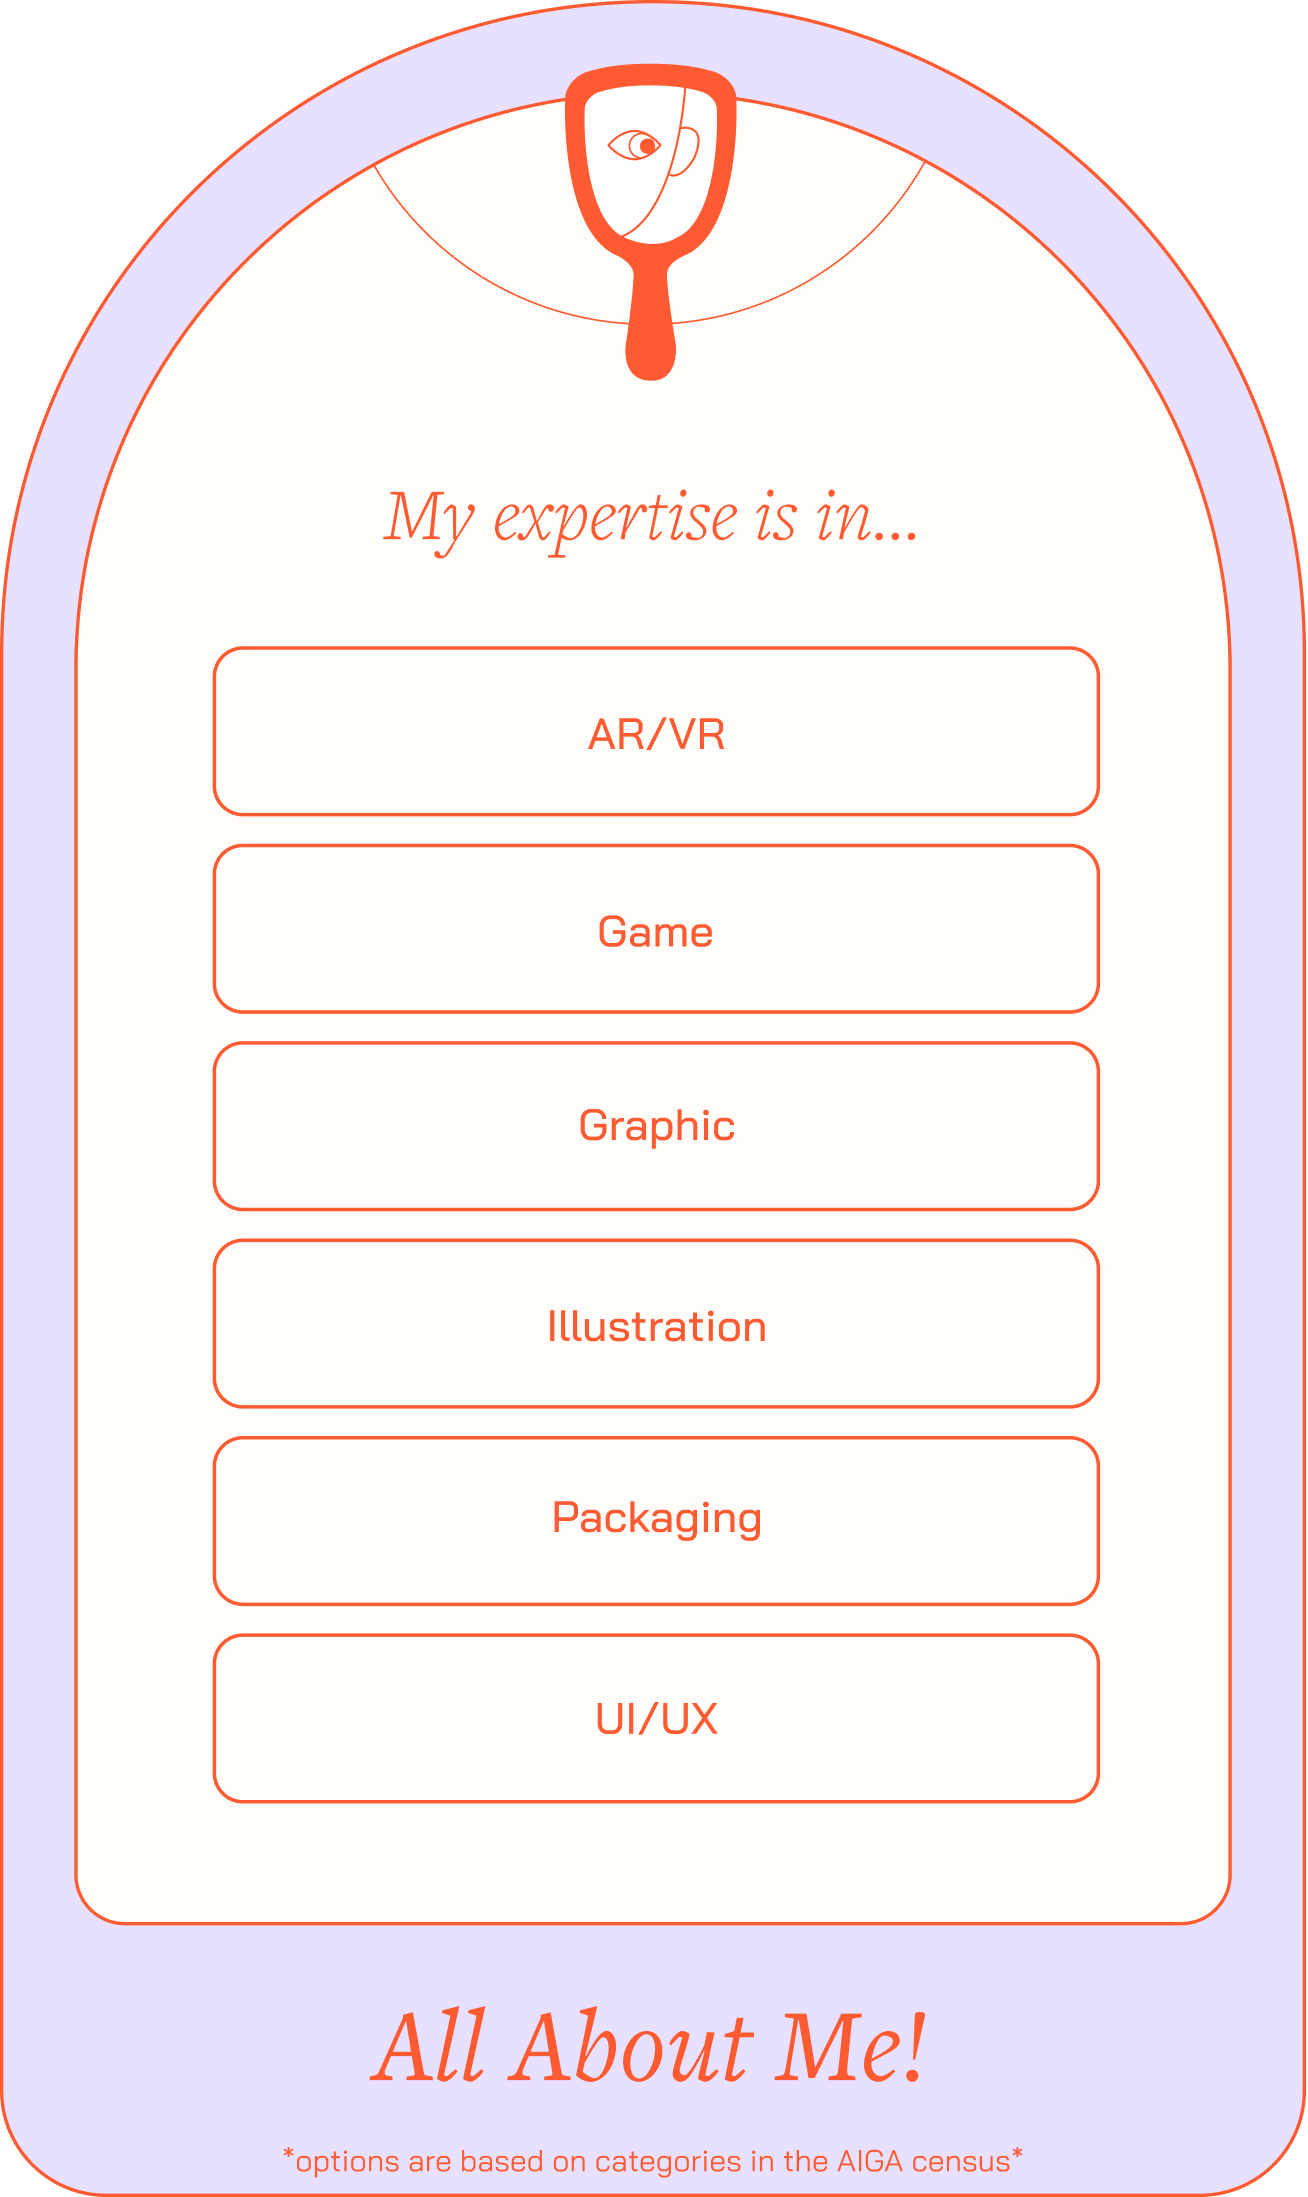 My expertise is in...
AR/VR
Game
Graphic
Illustration
Packaging
UI/UX
All About Me!
*options are based on categories in the AIGA census*